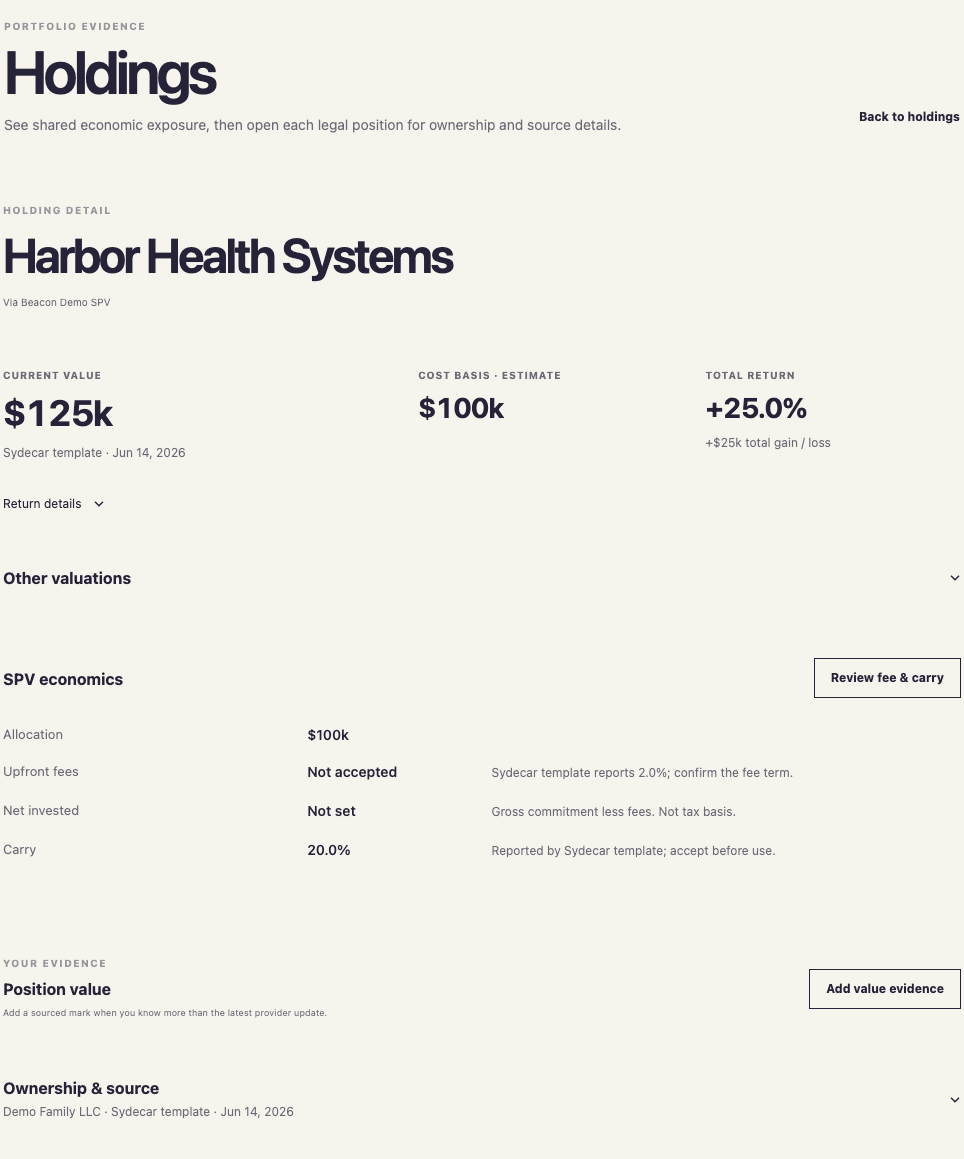 PORTFOLIO EVIDENCE
Holdings
See shared economic exposure, then open each legal position for ownership and source details.
Back to holdings
HOLDING DETAIL
Harbor Health Systems
Via Beacon Demo SPV
CURRENT VALUE
$125k
Sydecar template · Jun 14, 2026
COST BASIS · ESTIMATE
$100k
TOTAL RETURN
+25.0%
+$25k total gain / loss
Return details
Other valuations
SPV economics
Review fee & carry
Allocation $100k
Upfront fees Not accepted Sydecar template reports 2.0%; confirm the fee term.
Net invested Not set Gross commitment less fees. Not tax basis.
Carry 20.0% Reported by Sydecar template; accept before use.
YOUR EVIDENCE
Position value
Add a sourced mark when you know more than the latest provider update.
Add value evidence
Ownership & source
Demo Family LLC · Sydecar template · Jun 14, 2026